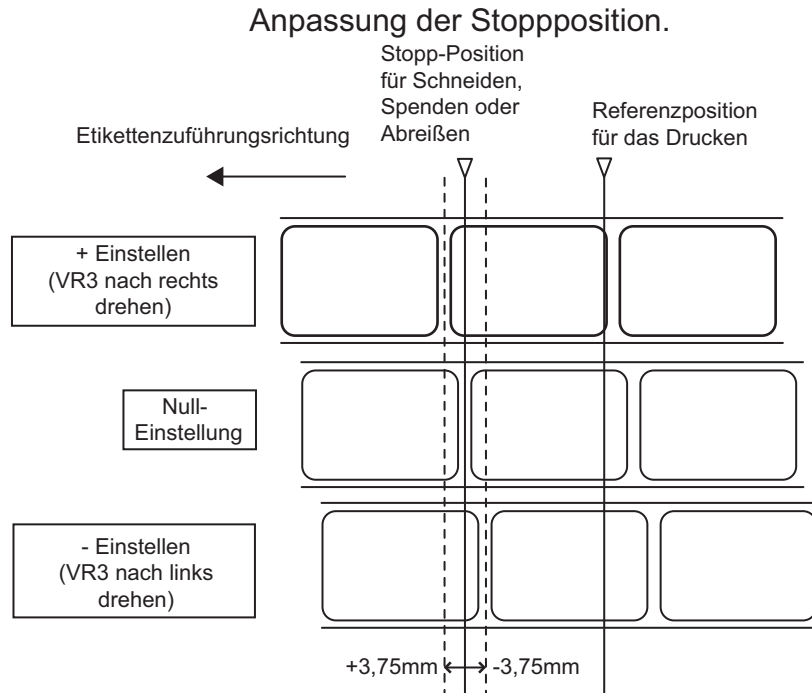 Anpassung der Stoppposition.
Stopp-Position
für Schneiden,
Spenden oder
Abreißen
Referenzposition
für das Drucken
Etikettenzuführungsrichtung
+ Einstellen
(VR3 nach rechts
drehen)
Null-
Einstellung
- Einstellen
(VR3 nach links
drehen)
+3,75mm
-3,75mm